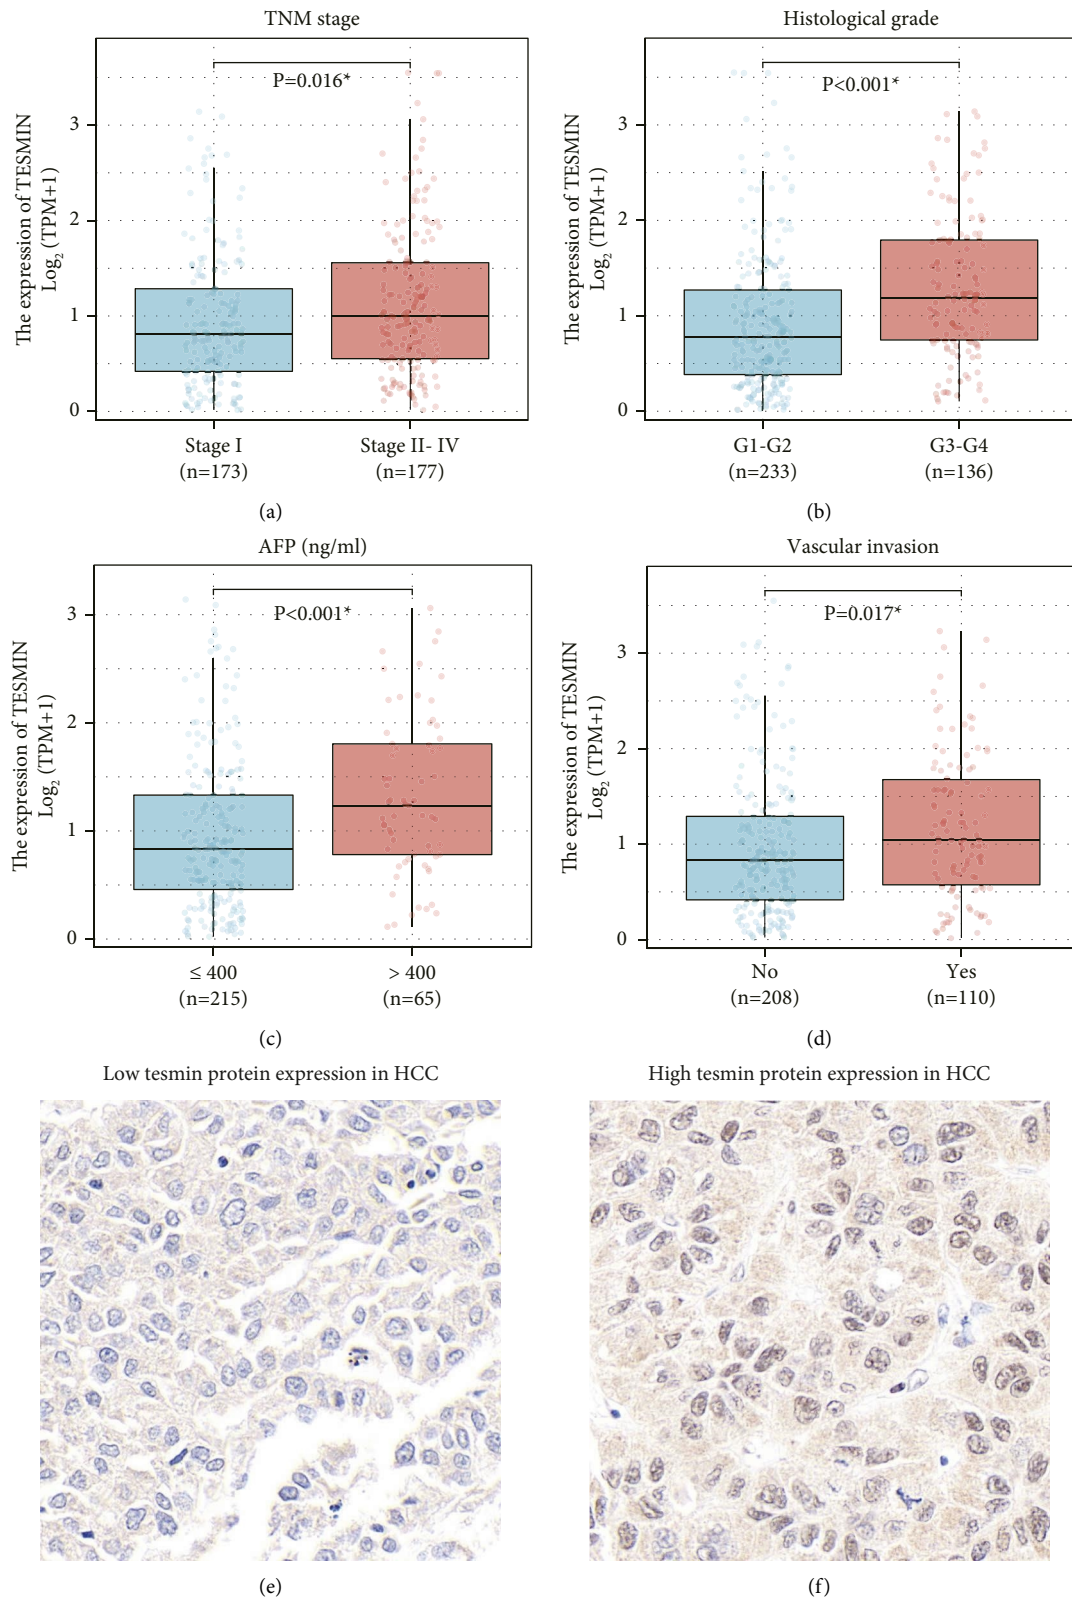 TNM stage
The expression of TESMIN
Log₂ (TPM+1)
3
2
1
0
P=0.016*
Stage I
(n=173)
Stage II- IV
(n=177)
(a)
Histological grade
The expression of TESMIN
Log₂ (TPM+1)
3
2
1
0
P<0.001*
G1-G2
(n=233)
G3-G4
(n=136)
(b)
AFP (ng/ml)
The expression of TESMIN
Log₂ (TPM+1)
3
2
1
0
P<0.001*
≤ 400
(n=215)
> 400
(n=65)
(c)
Vascular invasion
The expression of TESMIN
Log₂ (TPM+1)
3
2
1
0
P=0.017*
No
(n=208)
Yes
(n=110)
(d)
Low tesmin protein expression in HCC
(e)
High tesmin protein expression in HCC
(f)